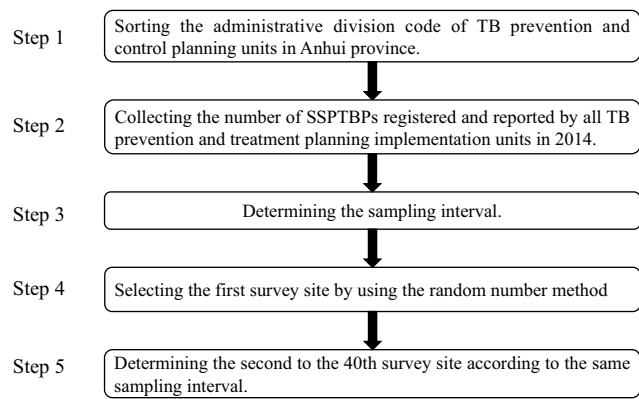 Step 1
Sorting the administrative division code of TB prevention and
control planning units in Anhui province.
Step 2
Collecting the number of SSPTBPs registered and reported by all TB
prevention and treatment planning implementation units in 2014.
Step 3
Determining the sampling interval.
Step 4
Selecting the first survey site by using the random number method
Step 5
Determining the second to the 40th survey site according to the same
sampling interval.